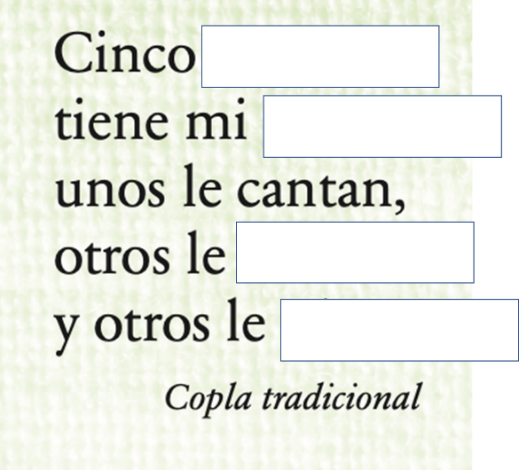 Cinco
tiene mi
unos le cantan,
otros le
y otros le
Copla tradicional